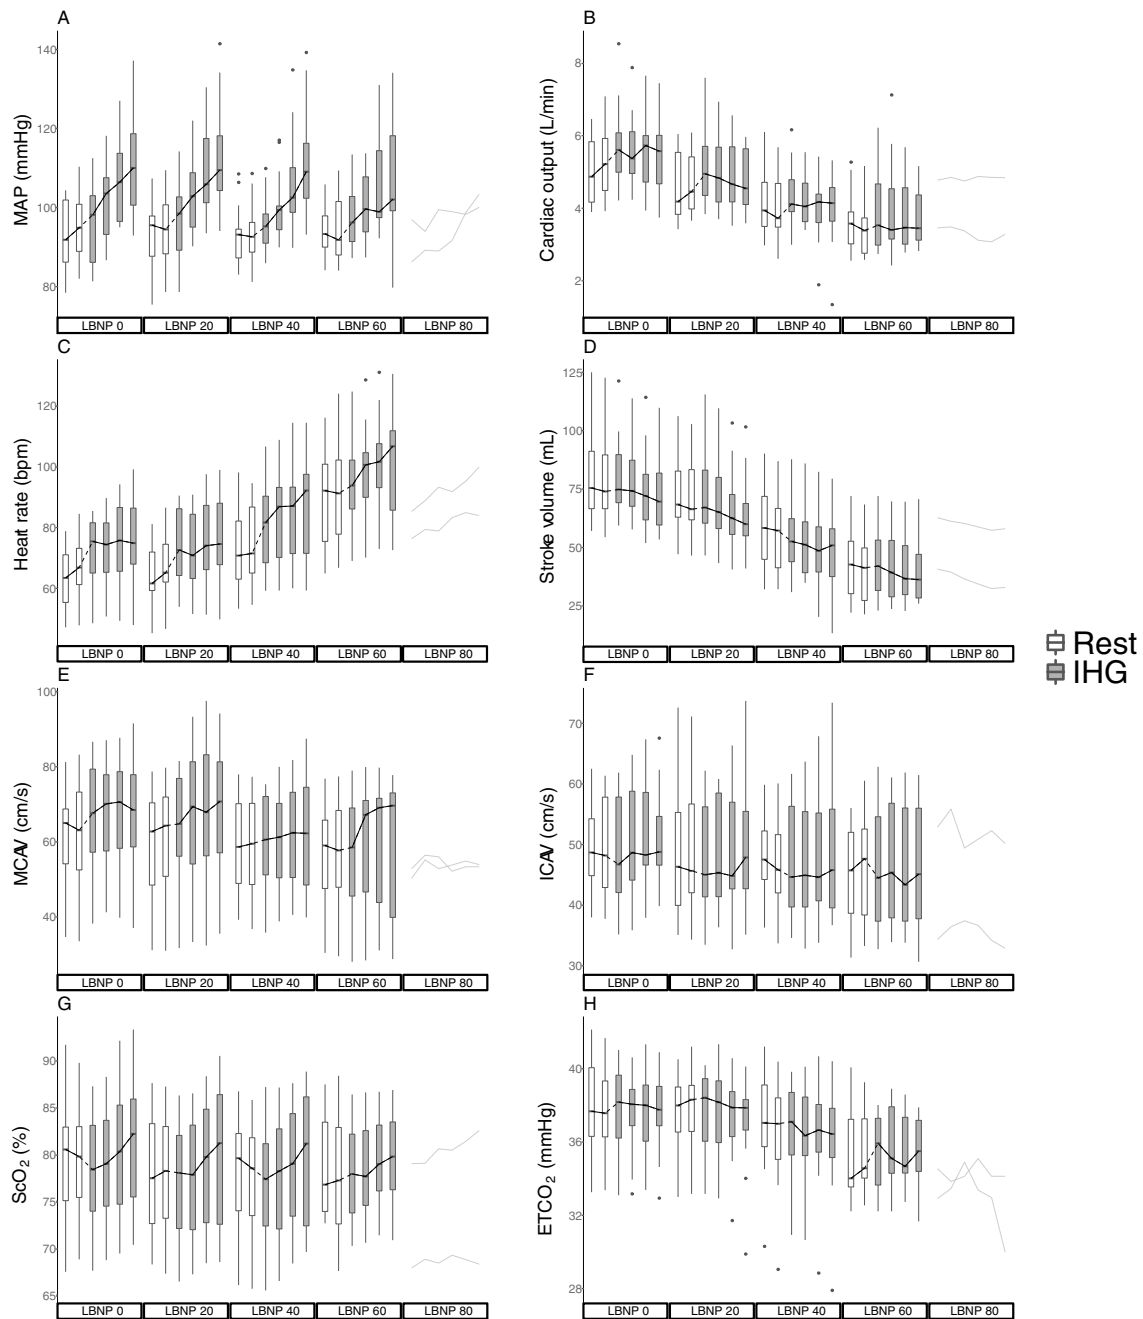 A
B
MAP (mmHg)
140
120
100
80
LBNP 0
LBNP 20
LBNP 40
LBNP 60
LBNP 80
Cardiac output (L/min)
8
6
4
2
LBNP 0
LBNP 20
LBNP 40
LBNP 60
LBNP 80
C
D
Heart rate (bpm)
120
100
80
60
LBNP 0
LBNP 20
LBNP 40
LBNP 60
LBNP 80
Stroke volume (mL)
125
100
75
50
25
LBNP 0
LBNP 20
LBNP 40
LBNP 60
LBNP 80
Rest
IHG
E
F
MCAV (cm/s)
100
80
60
40
LBNP 0
LBNP 20
LBNP 40
LBNP 60
LBNP 80
ICAV (cm/s)
70
60
50
40
30
LBNP 0
LBNP 20
LBNP 40
LBNP 60
LBNP 80
G
H
ScO2 (%)
90
85
80
75
70
65
LBNP 0
LBNP 20
LBNP 40
LBNP 60
LBNP 80
ETCO2 (mmHg)
40
36
32
28
LBNP 0
LBNP 20
LBNP 40
LBNP 60
LBNP 80